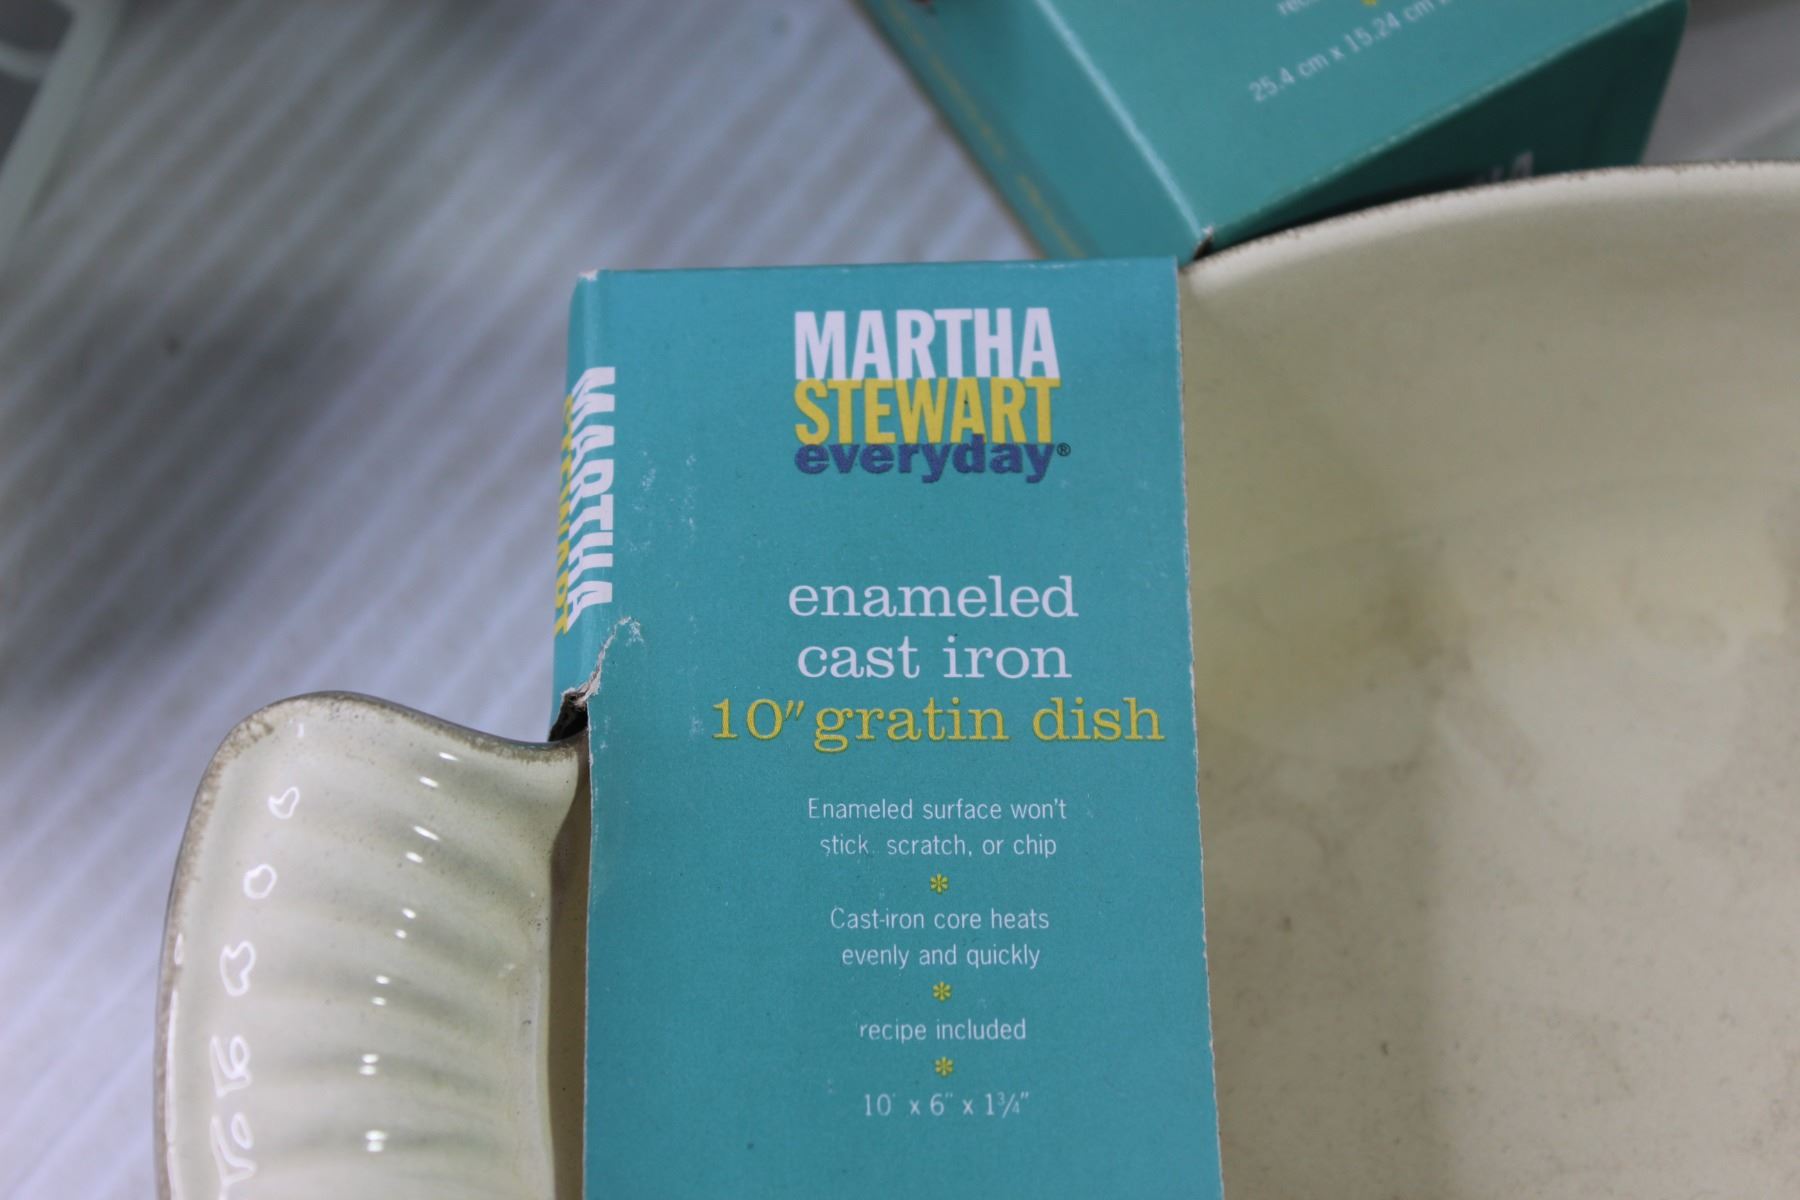 25.4 cm x 15.24 cm
MARTHA
STEWART
everyday®
MARTHA
STEWART
enameled
cast iron
10" gratin dish
Enameled surface won't
stick, scratch, or chip
*
Cast-iron core heats
evenly and quickly
*
recipe included
*
10" x 6" x 1¾"